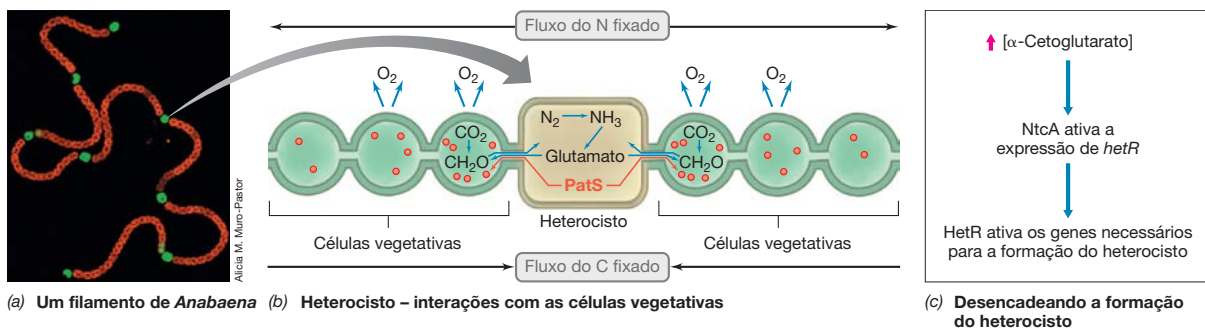 Fluxo do N fixado
O2 O2 O2 O2
CO2
CH2O
N2 NH3
Glutamato
PatS
CO2
CH2O
Heterocisto
Células vegetativas
Células vegetativas
Fluxo do C fixado
Alicia M. Muro-Pastor
[α-Cetoglutarato]
NtcA ativa a
expressão de hetR
HetR ativa os genes necessários
para a formação do heterocisto
(a) Um filamento de Anabaena
(b) Heterocisto – interações com as células vegetativas
(c) Desencadeando a formação
do heterocisto